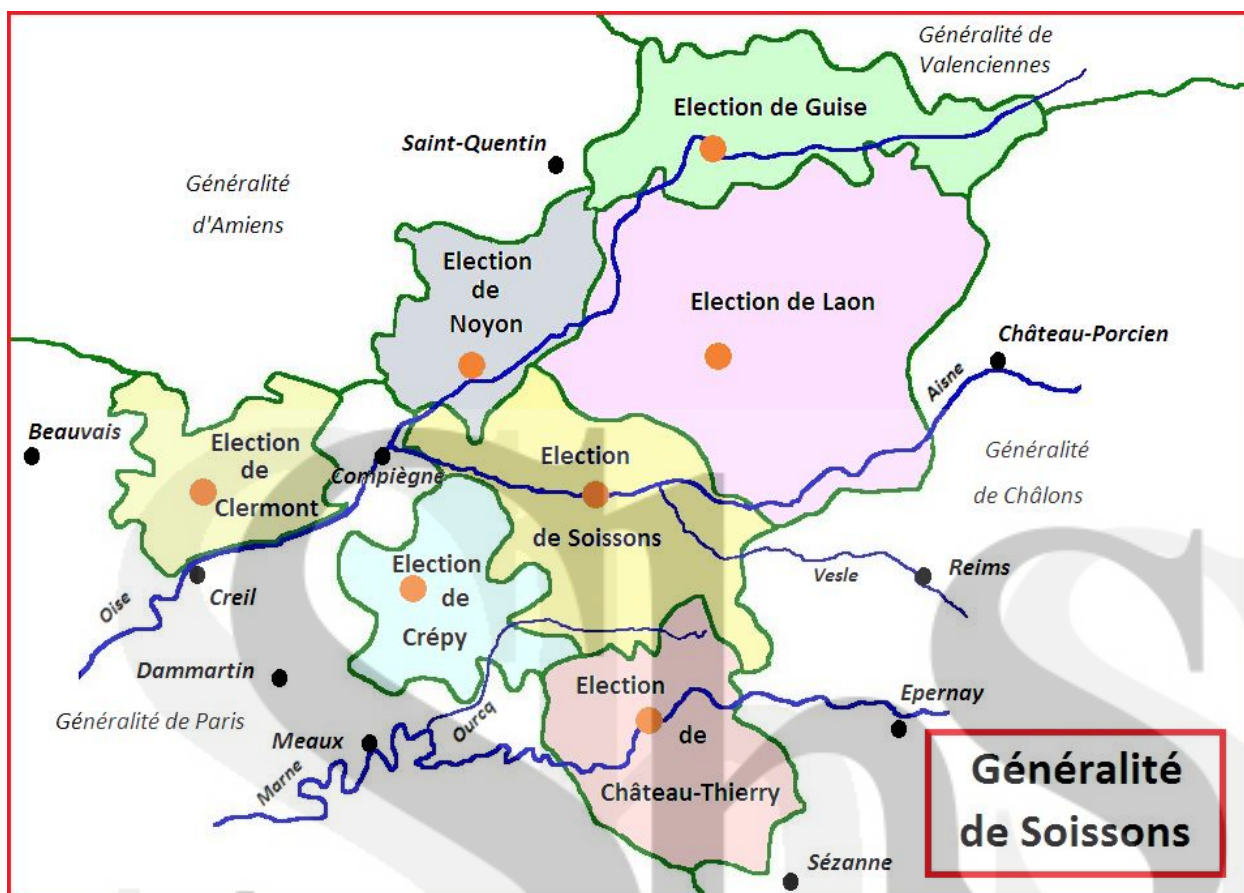 Généralité de
Valenciennes
Election de Guise
Saint-Quentin
Généralité
d'Amiens
Election
de
Noyon
Election de Laon
Château-Porcien
Aisne
Beauvais
Election
de
Clermont
Compiègne
Election
de Soissons
Généralité
de Châlons
Election
de
Crépy
Vesle
Reims
Oise
Creil
Dammartin
Généralité de Paris
Election
de
Château-Thierry
Epernay
Ourcq
Meaux
Marne
Sézanne
Généralité
de Soissons
ShS